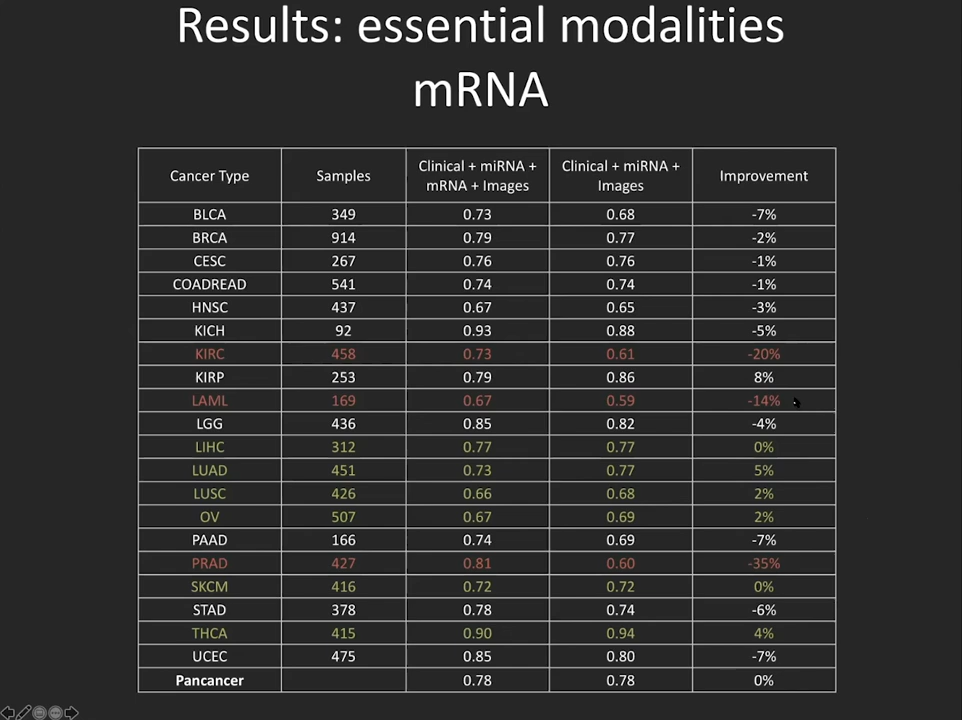 Results: essential modalities
mRNA
Cancer Type Samples Clinical + miRNA + mRNA + Images Clinical + miRNA + Images Improvement
BLCA 349 0.73 0.68 -7%
BRCA 914 0.79 0.77 -2%
CESC 267 0.76 0.76 -1%
COADREAD 541 0.74 0.74 -1%
HNSC 437 0.67 0.65 -3%
KICH 92 0.93 0.88 -5%
KIRC 458 0.73 0.61 -20%
KIRP 253 0.79 0.86 8%
LAML 169 0.67 0.59 -14%
LGG 436 0.85 0.82 -4%
LIHC 312 0.77 0.77 0%
LUAD 451 0.73 0.77 5%
LUSC 426 0.66 0.68 2%
OV 507 0.67 0.69 2%
PAAD 166 0.74 0.69 -7%
PRAD 427 0.81 0.60 -35%
SKCM 416 0.72 0.72 0%
STAD 378 0.78 0.74 -6%
THCA 415 0.90 0.94 4%
UCEC 475 0.85 0.80 -7%
Pancancer 0.78 0.78 0%